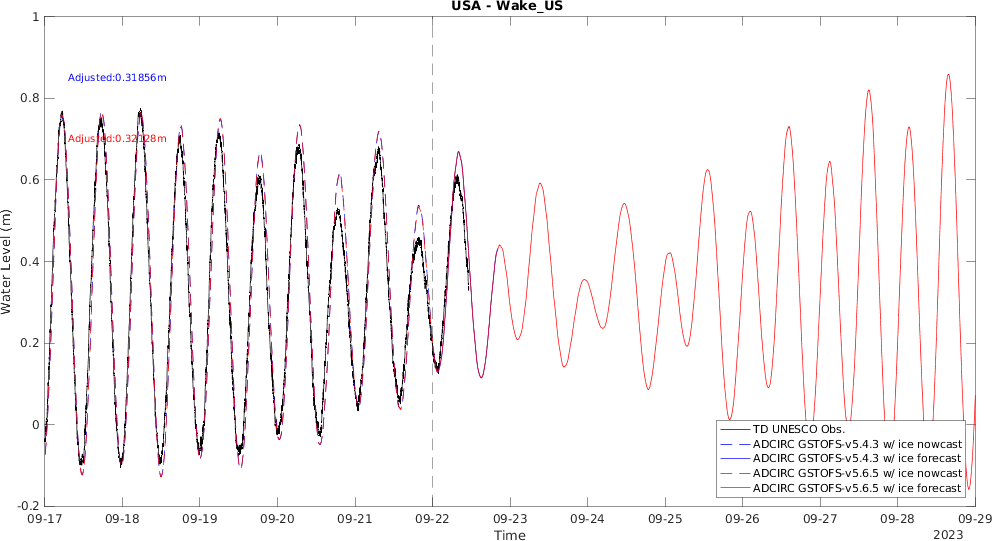 USA - Wake_US
1
0.8
0.6
0.4
0.2
0
-0.2
Water Level (m)
Adjusted:0.31856m
Adjusted:0.32128m
TD UNESCO Obs.
ADCIRC GSTOFS-v5.4.3 w/ ice nowcast
ADCIRC GSTOFS-v5.4.3 w/ ice forecast
ADCIRC GSTOFS-v5.6.5 w/ ice nowcast
ADCIRC GSTOFS-v5.6.5 w/ ice forecast
09-17 09-18 09-19 09-20 09-21 09-22 09-23 09-24 09-25 09-26 09-27 09-28 09-29
Time
2023